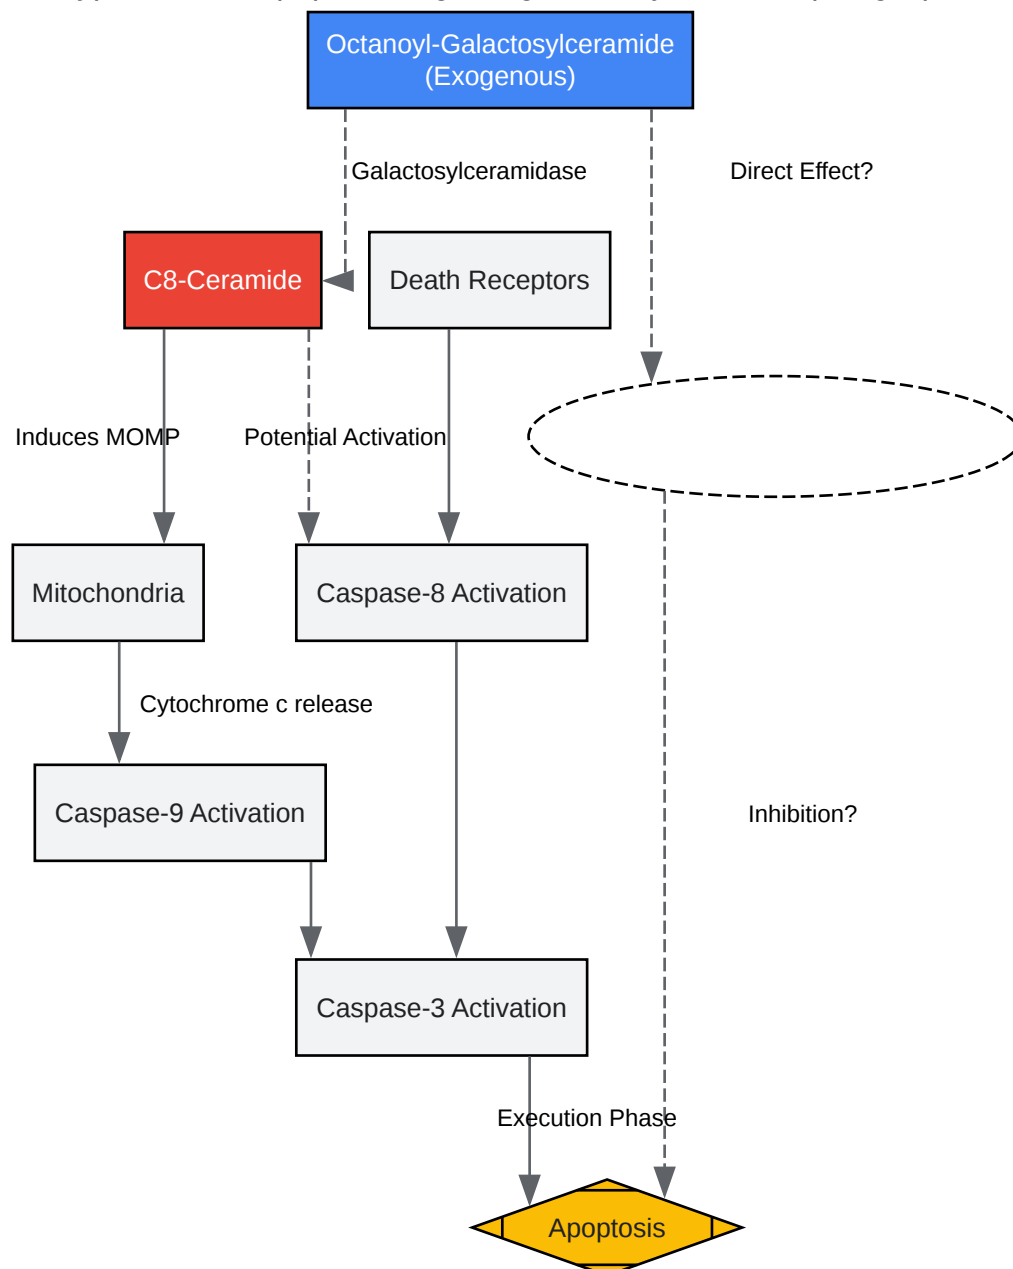 Octanoyl-Galactosylceramide
(Exogenous)
Galactosylceramidase
Direct Effect?
C8-Ceramide
Death Receptors
Induces MOMP
Potential Activation
Mitochondria
Caspase-8 Activation
Cytochrome c release
Caspase-9 Activation
Inhibition?
Caspase-3 Activation
Execution Phase
Apoptosis